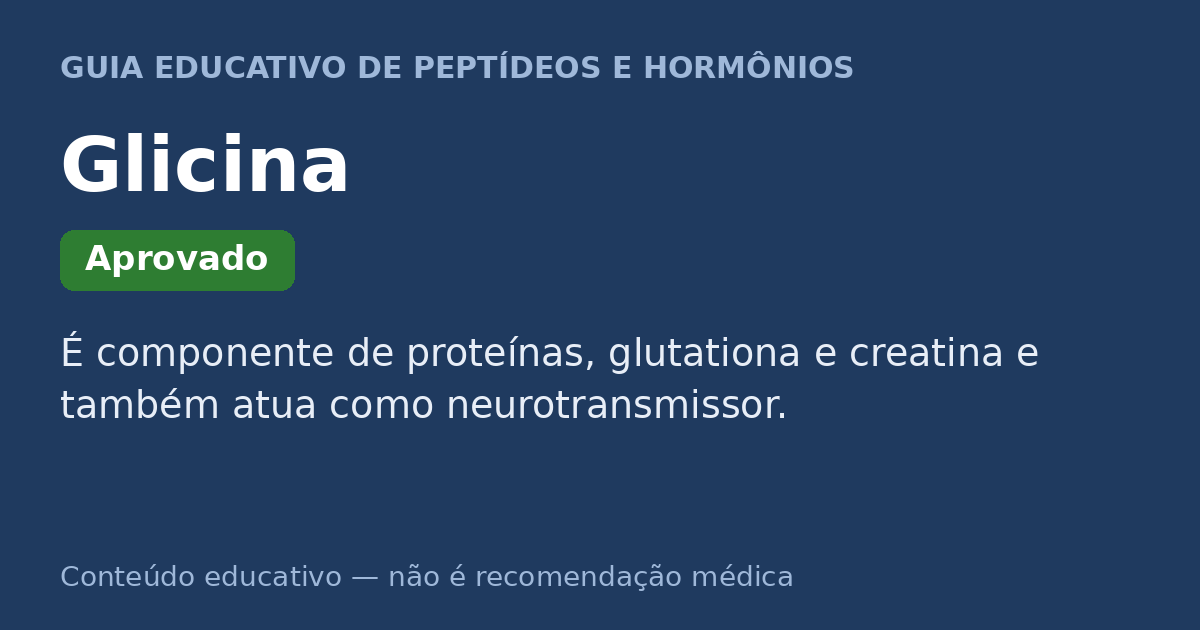 GUIA EDUCATIVO DE PEPTÍDEOS E HORMÔNIOS
Glicina
Aprovado
É componente de proteínas, glutationa e creatina e
também atua como neurotransmissor.
Conteúdo educativo — não é recomendação médica